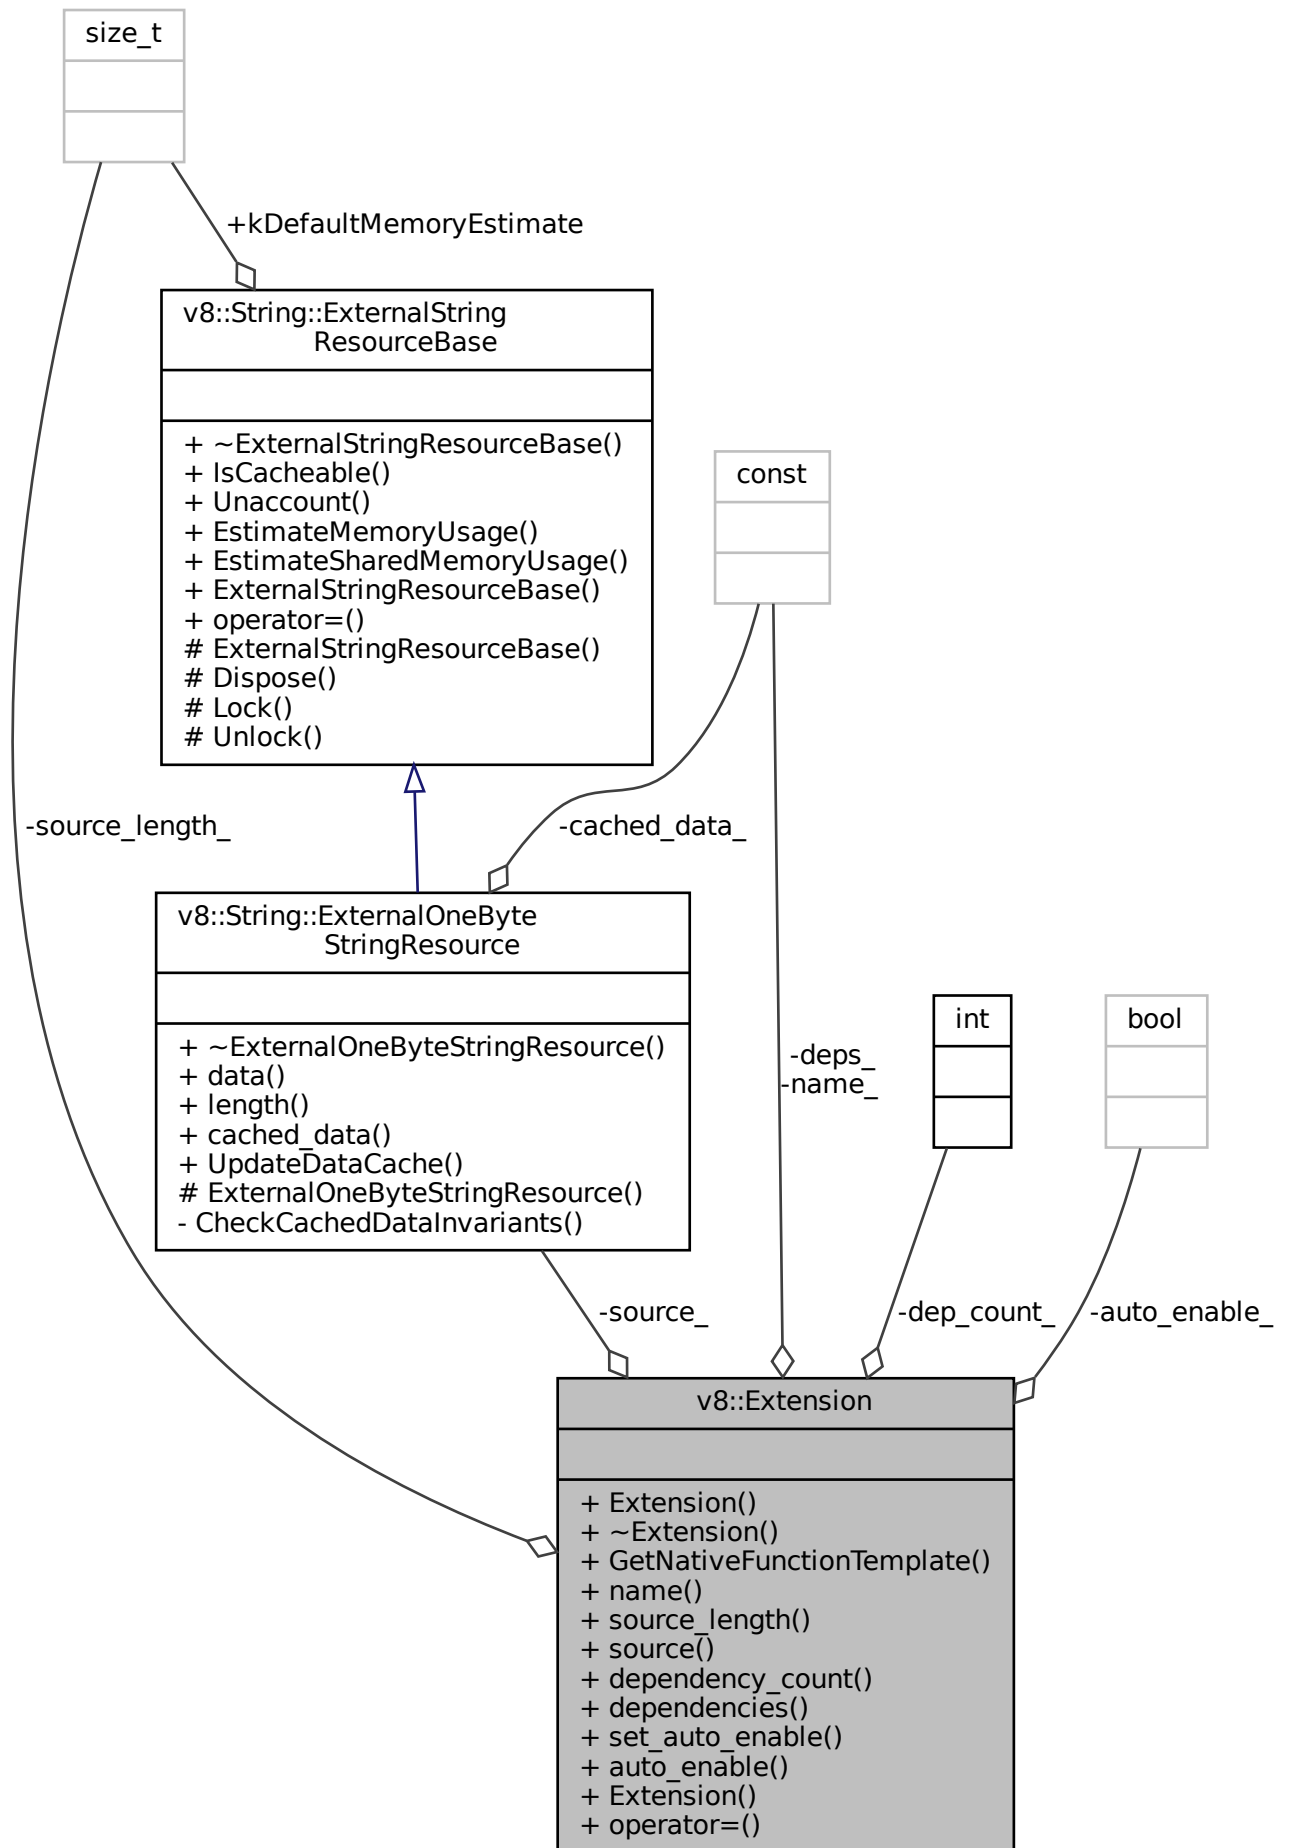 size_t
+kDefaultMemoryEstimate
v8::String::ExternalString
ResourceBase
+ ~ExternalStringResourceBase()
+ IsCacheable()
+ Unaccount()
+ EstimateMemoryUsage()
+ EstimateSharedMemoryUsage()
+ ExternalStringResourceBase()
+ operator=()
# ExternalStringResourceBase()
# Dispose()
# Lock()
# Unlock()
const
-source_length_
-cached_data_
v8::String::ExternalOneByte
StringResource
+ ~ExternalOneByteStringResource()
+ data()
+ length()
+ cached_data()
+ UpdateDataCache()
# ExternalOneByteStringResource()
- CheckCachedDataInvariants()
-deps_
-name_
int
bool
-source_
-dep_count_
-auto_enable_
v8::Extension
+ Extension()
+ ~Extension()
+ GetNativeFunctionTemplate()
+ name()
+ source_length()
+ source()
+ dependency_count()
+ dependencies()
+ set_auto_enable()
+ auto_enable()
+ Extension()
+ operator=()